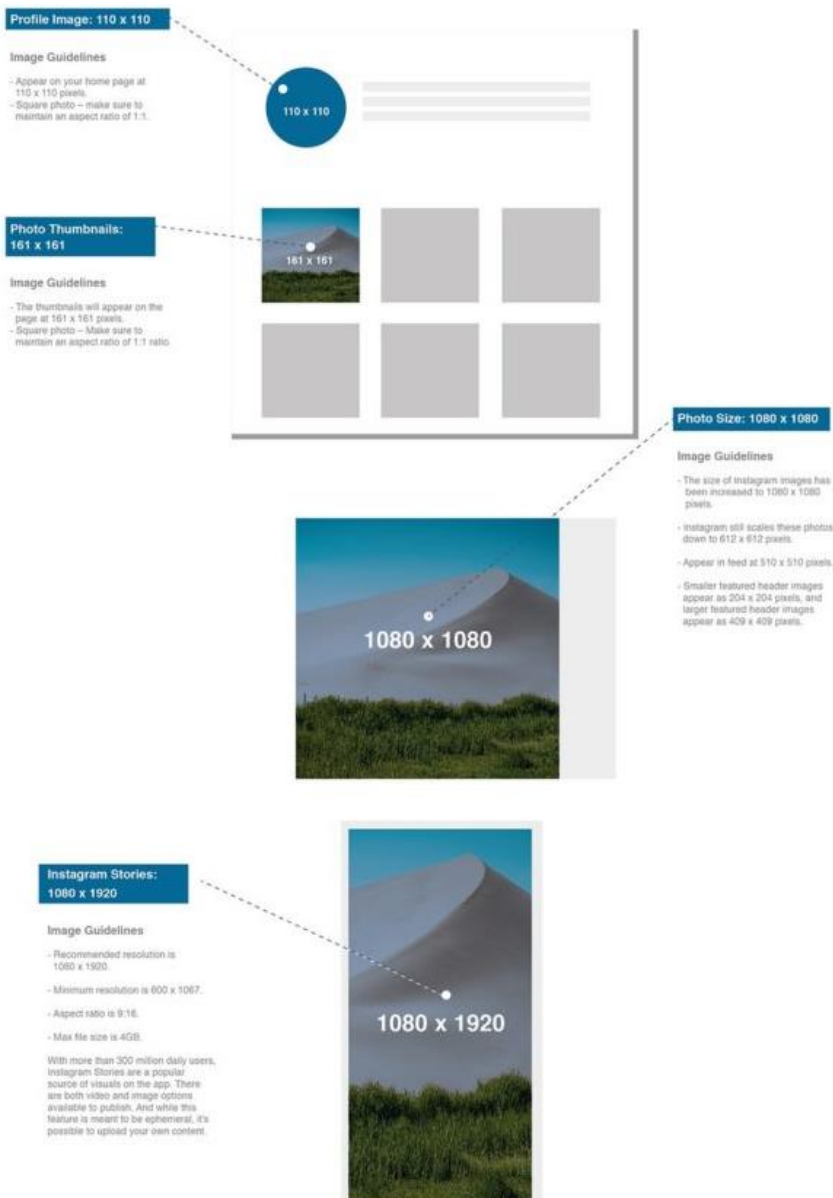 Profile Image: 110 x 110
Image Guidelines
- Appear on your home page at
110 x 110 pixels.
- Square photo – make sure to
maintain an aspect ratio of 1:1.
110 x 110
Photo Thumbnails:
161 x 161
Image Guidelines
- The thumbnails will appear on the
page at 161 x 161 pixels.
- Square photo – Make sure to
maintain an aspect ratio of 1:1 ratio
161 x 161
Photo Size: 1080 x 1080
Image Guidelines
- The size of Instagram images has
been increased to 1080 x 1080
pixels.
- Instagram still scales these photos
down to 612 x 612 pixels.
- Appear in feed at 510 x 510 pixels.
- Smaller featured header images
appear as 204 x 204 pixels, and
larger featured header images
appear as 409 x 409 pixels.
1080 x 1080
Instagram Stories:
1080 x 1920
Image Guidelines
- Recommended resolution is
1080 x 1920.
- Minimum resolution is 600 x 1067.
- Aspect ratio is 9:16.
- Max file size is 4GB.
With more than 300 million daily users,
Instagram Stories are a popular
source of visuals on the app. There
are both video and image options
available to publish. And while this
feature is meant to be ephemeral, it's
possible to upload your own content.
1080 x 1920